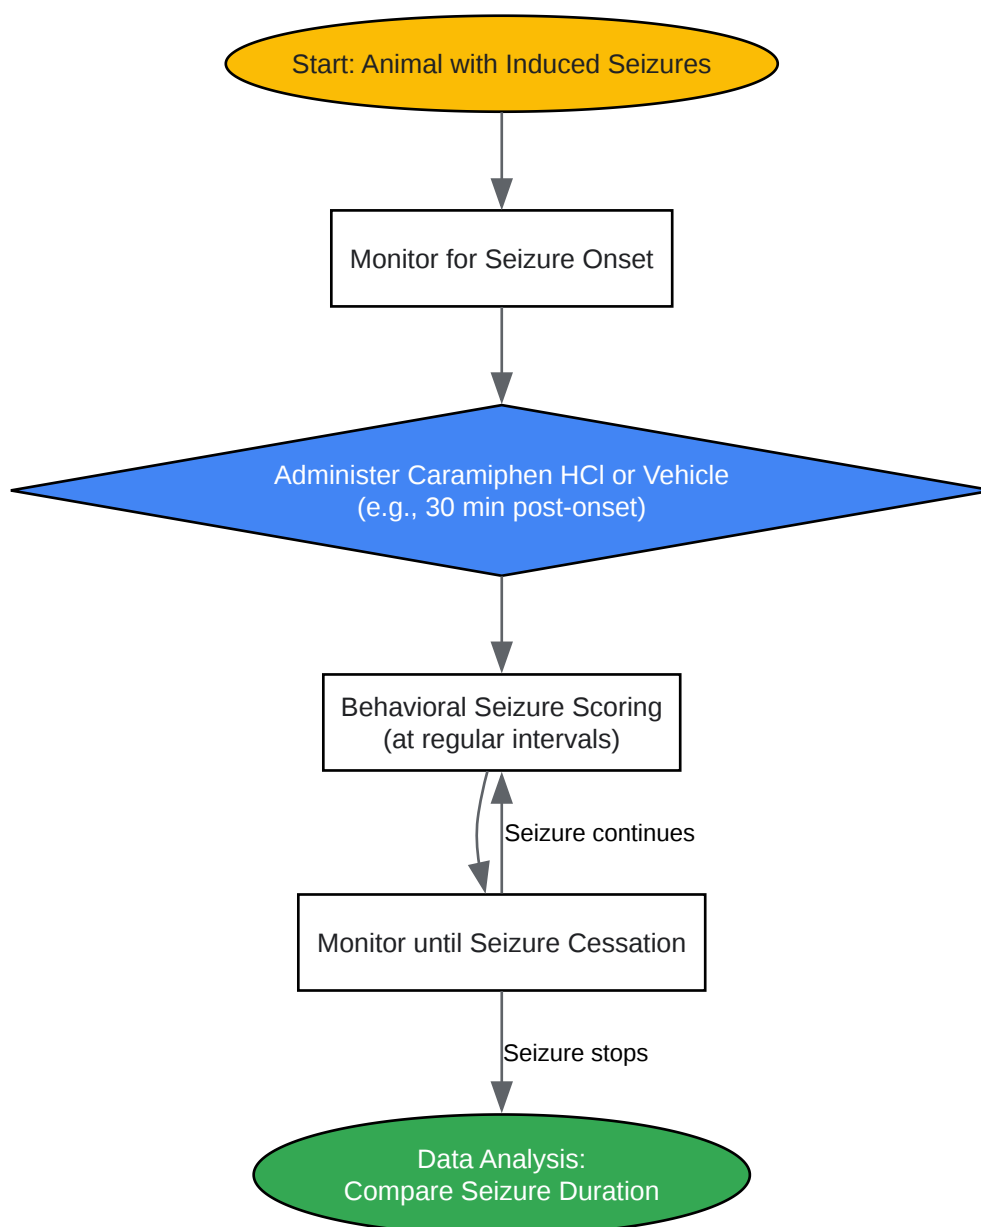 Start: Animal with Induced Seizures
Monitor for Seizure Onset
Administer Caramiphen HCl or Vehicle
(e.g., 30 min post-onset)
Behavioral Seizure Scoring
(at regular intervals)
Seizure continues
Monitor until Seizure Cessation
Seizure stops
Data Analysis:
Compare Seizure Duration